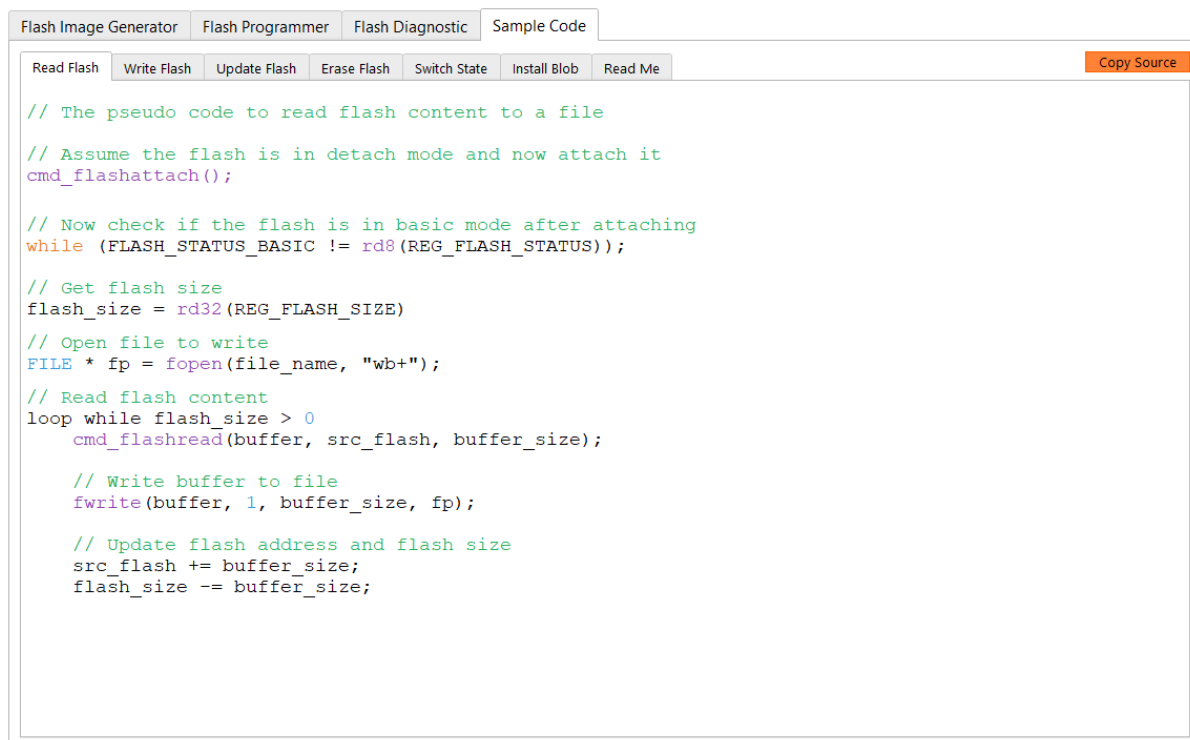 Flash Image Generator Flash Programmer Flash Diagnostic Sample Code
Read Flash Write Flash Update Flash Erase Flash Switch State Install Blob Read Me Copy Source
// The pseudo code to read flash content to a file
// Assume the flash is in detach mode and now attach it
cmd_flashattach();
// Now check if the flash is in basic mode after attaching
while (FLASH_STATUS_BASIC != rd8(REG_FLASH_STATUS));
// Get flash size
flash_size = rd32(REG_FLASH_SIZE)
// Open file to write
FILE * fp = fopen(file_name, "wb+");
// Read flash content
loop while flash_size > 0
    cmd_flashread(buffer, src_flash, buffer_size);
    // Write buffer to file
    fwrite(buffer, 1, buffer_size, fp);
    // Update flash address and flash size
    src_flash += buffer_size;
    flash_size -= buffer_size;